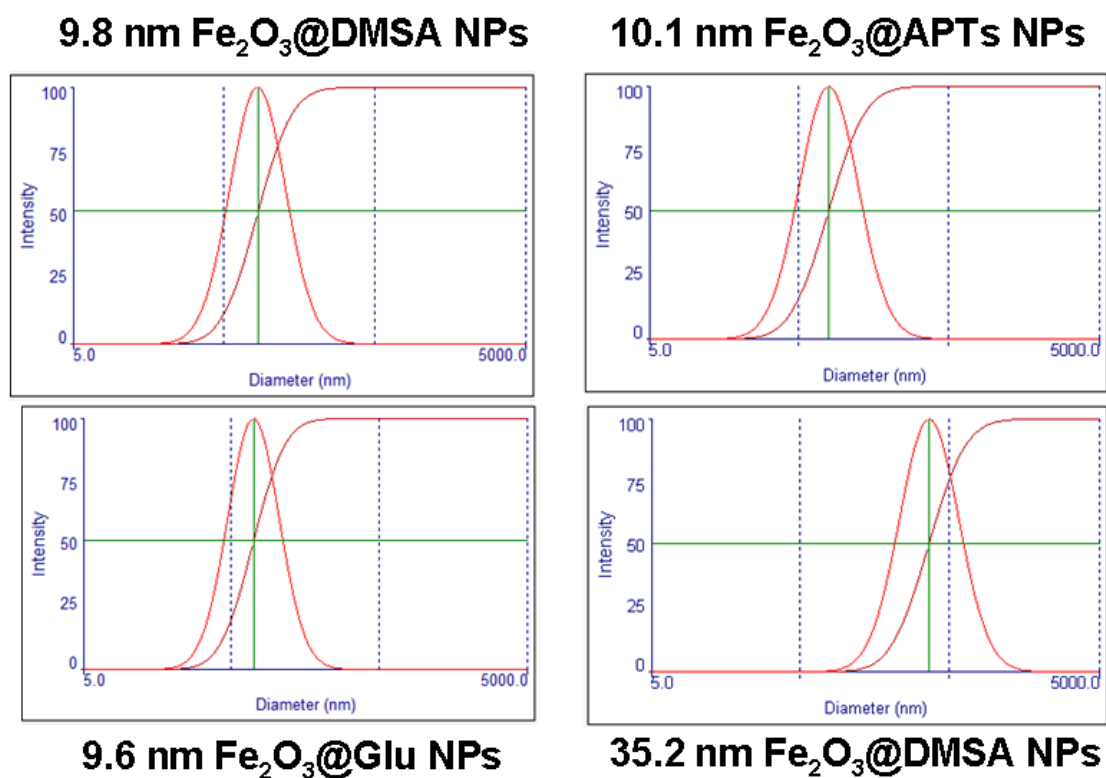 9.8 nm Fe₂O₃@DMSA NPs
10.1 nm Fe₂O₃@APTs NPs
100
75
50
25
0
Intensity
5.0
5000.0
Diameter (nm)
100
75
50
25
0
Intensity
5.0
5000.0
Diameter (nm)
100
75
50
25
0
Intensity
5.0
5000.0
Diameter (nm)
100
75
50
25
0
Intensity
5.0
5000.0
Diameter (nm)
9.6 nm Fe₂O₃@Glu NPs
35.2 nm Fe₂O₃@DMSA NPs